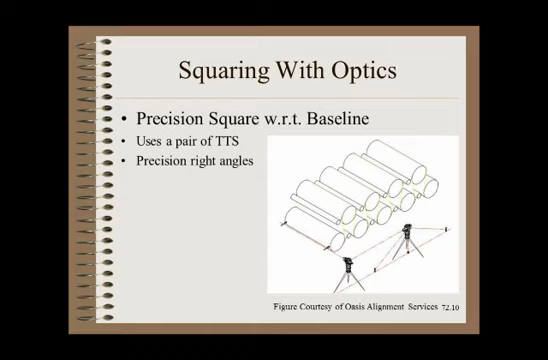 Squaring With Optics
• Precision Square w.r.t. Baseline
• Uses a pair of TTS
• Precision right angles
Figure Courtesy of Oasis Alignment Services 72.10